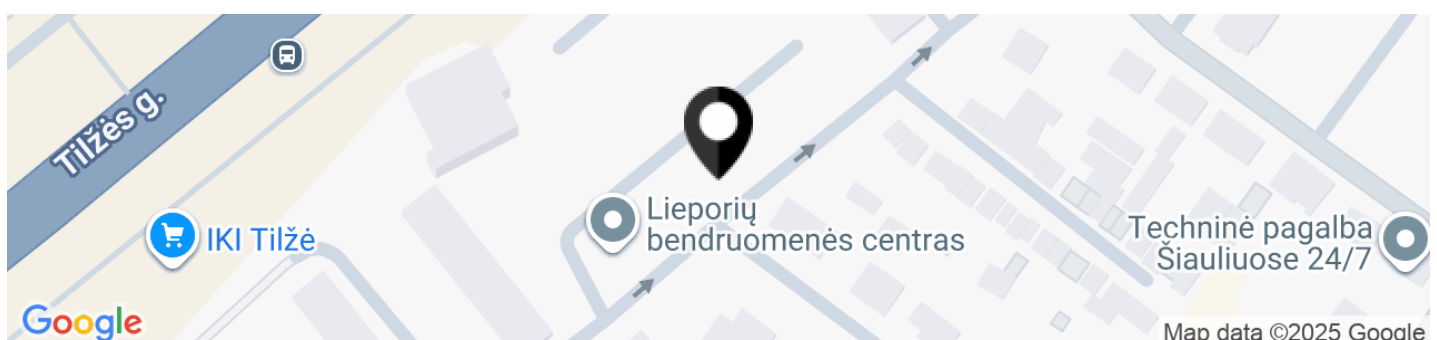 Tilžės g.
IKI Tilžė
Lieporių
bendruomenės centras
Techninė pagalba
Šiauliuose 24/7
Google
Map data ©2025 Google